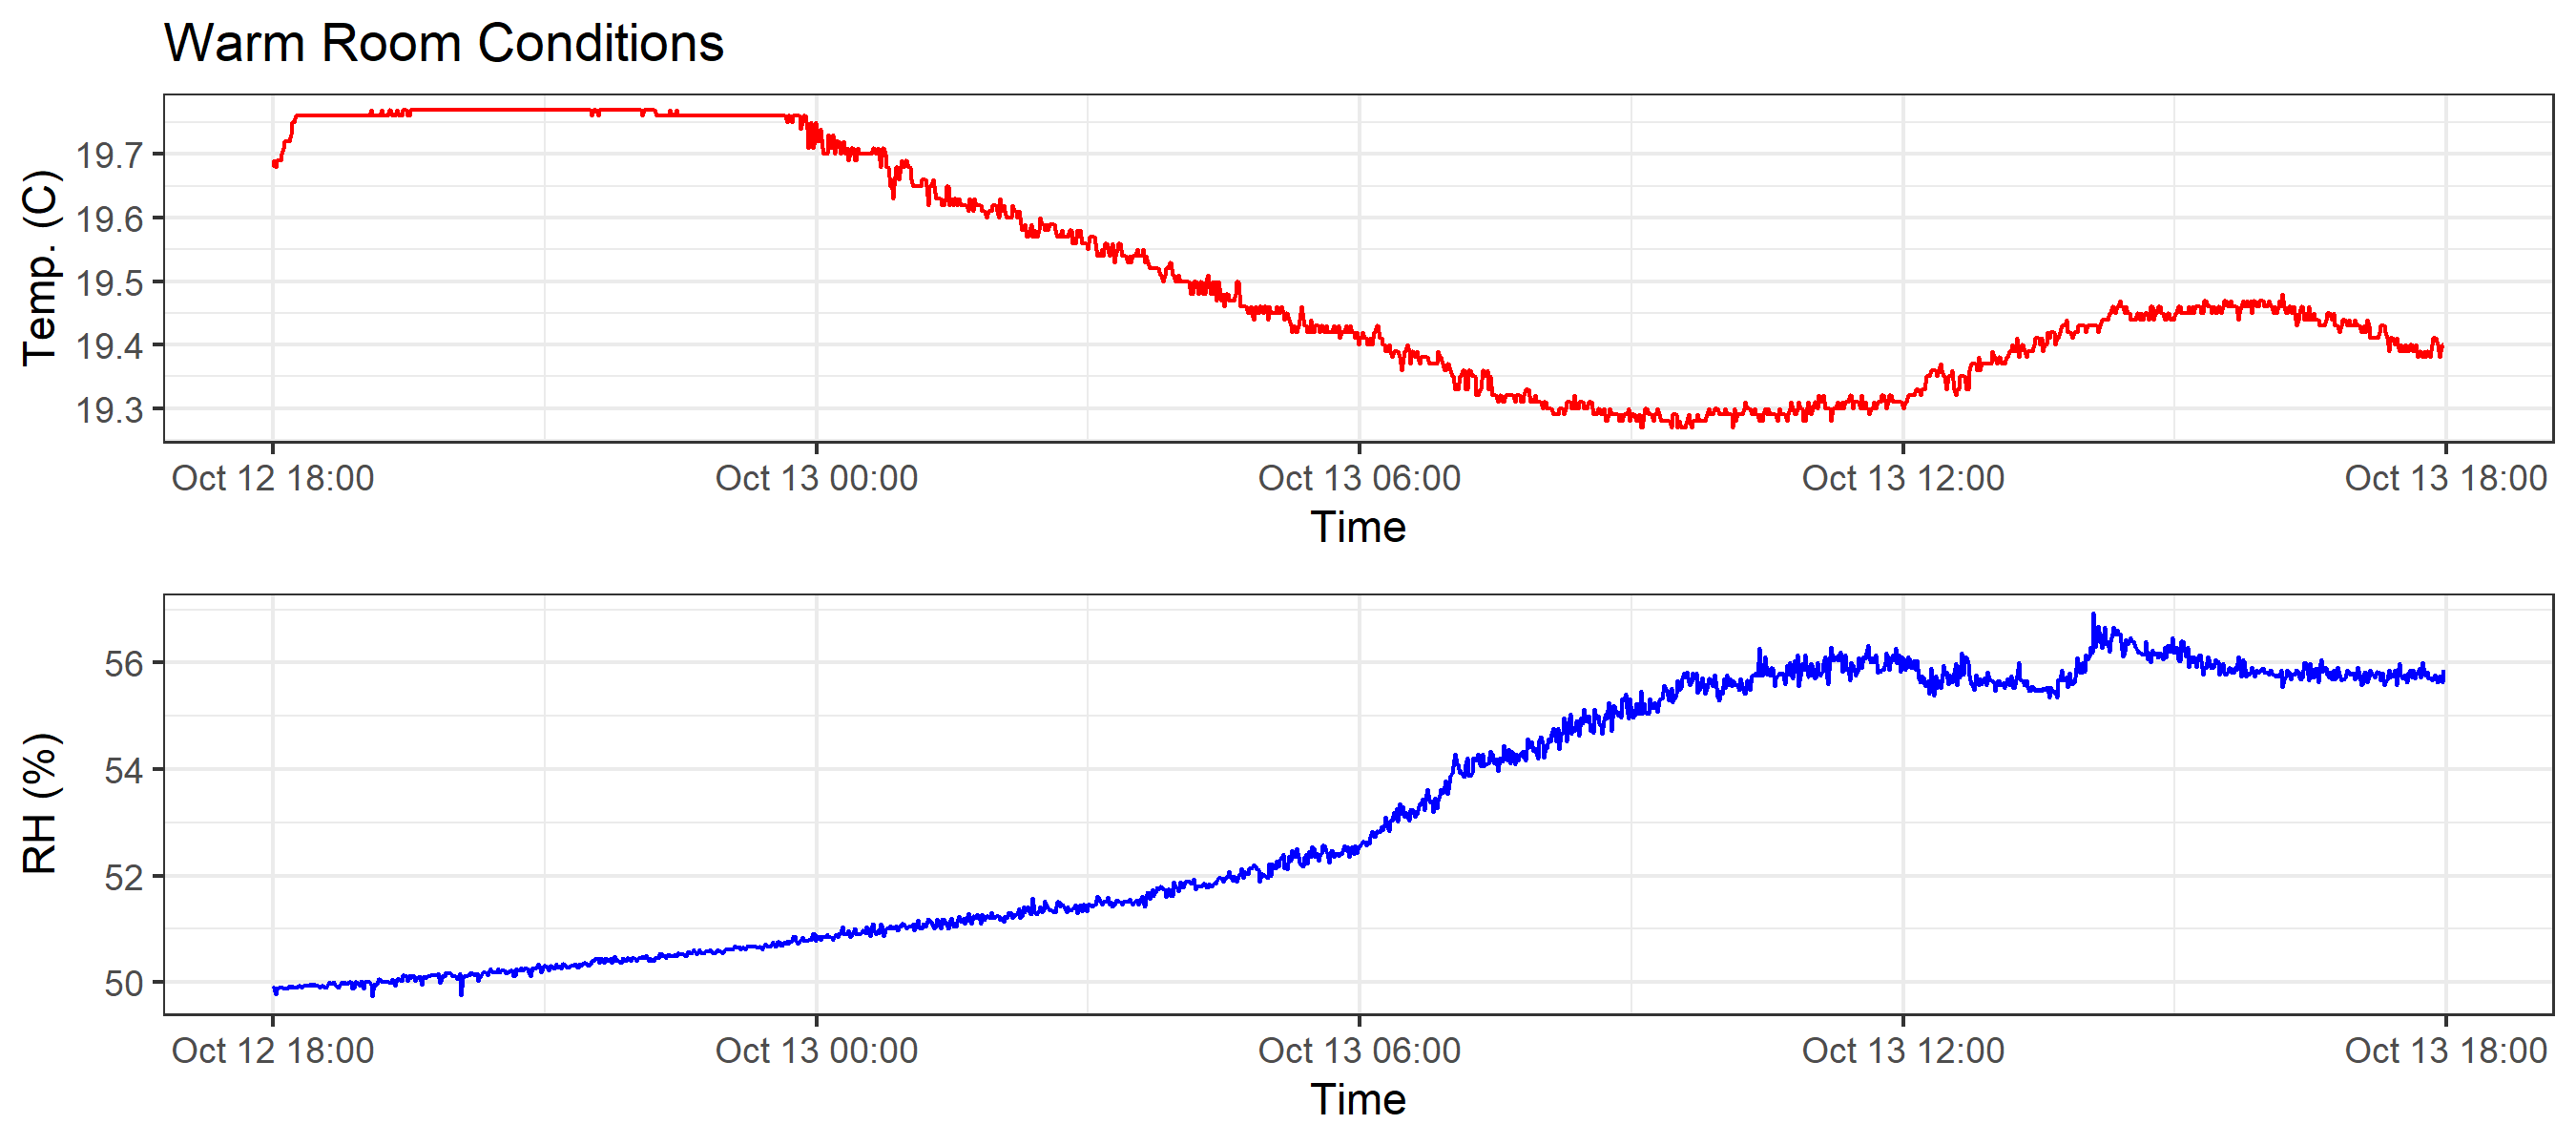 Warm Room Conditions
Temp. (C)
19.7
19.6
19.5
19.4
19.3
Oct 12 18:00 Oct 13 00:00 Oct 13 06:00 Oct 13 12:00 Oct 13 18:00
Time
RH (%)
56
54
52
50
Oct 12 18:00 Oct 13 00:00 Oct 13 06:00 Oct 13 12:00 Oct 13 18:00
Time